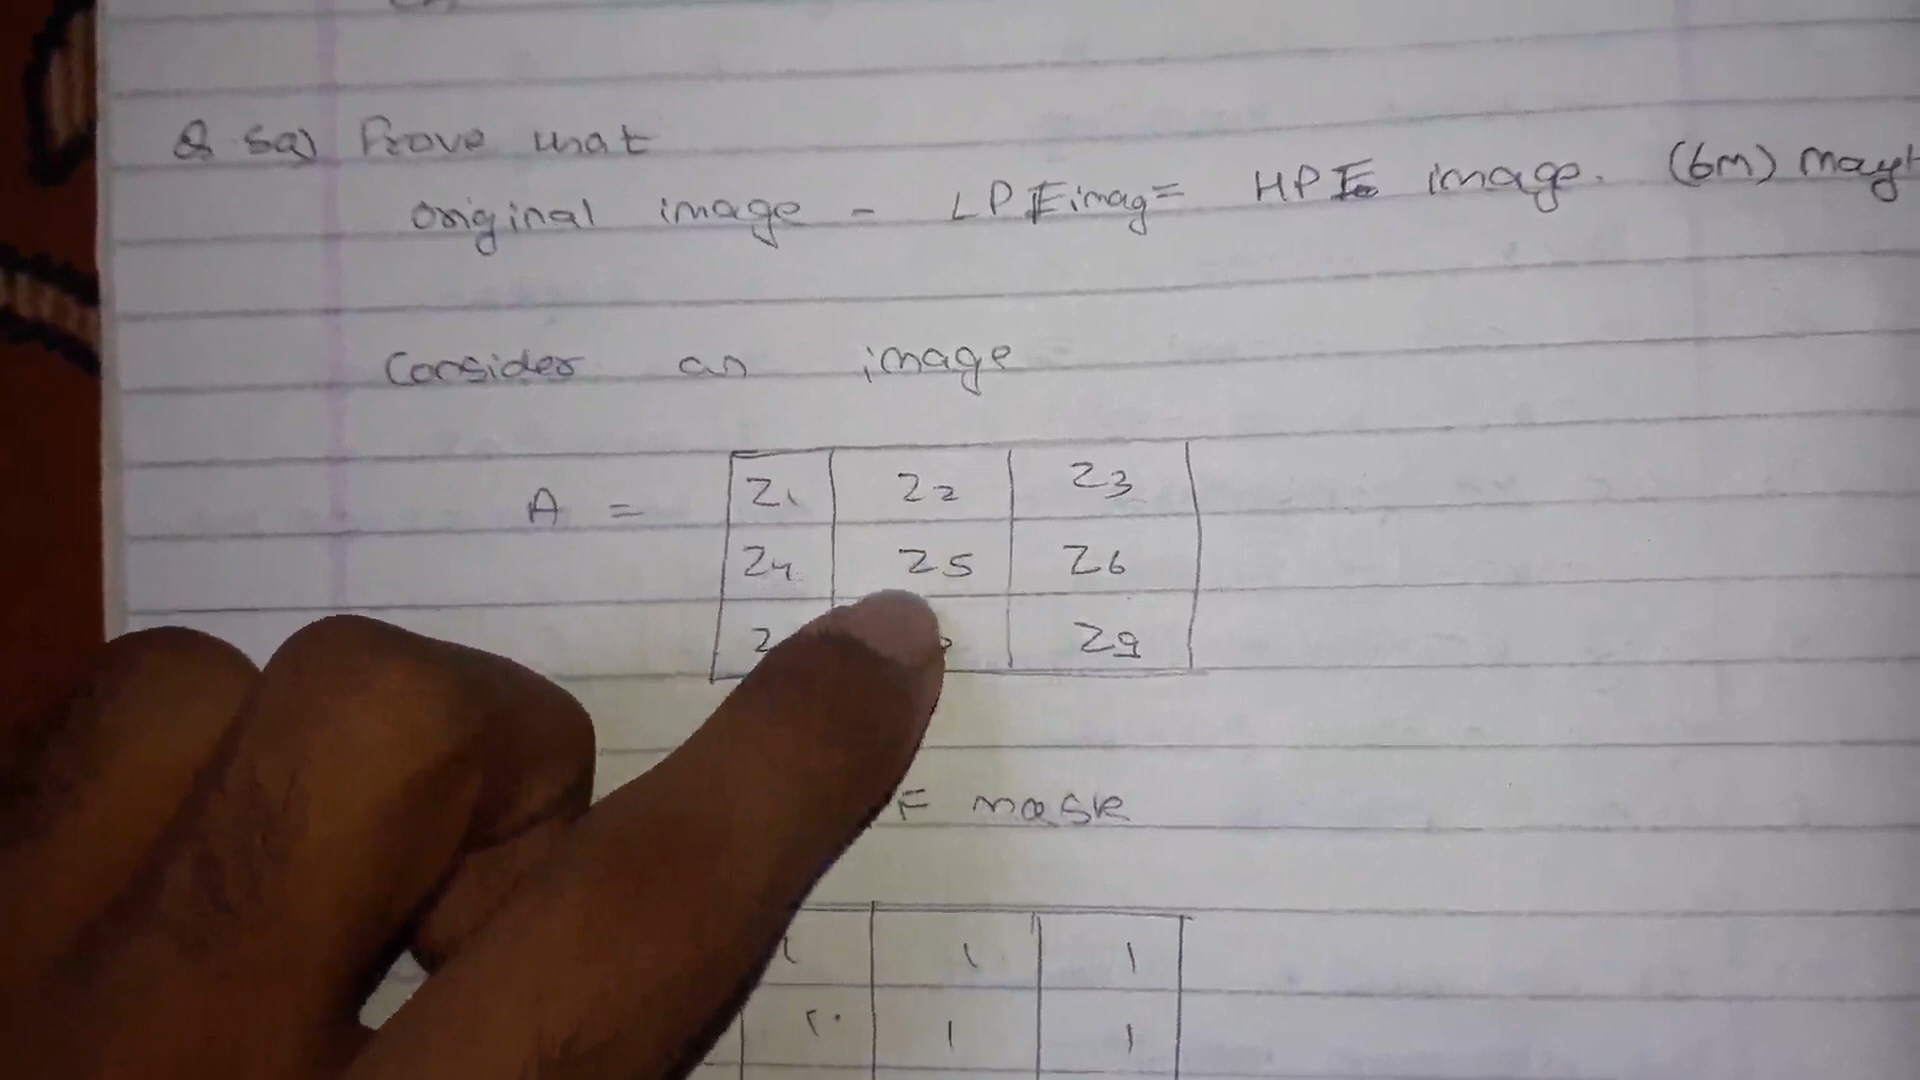 Q 5a) Prove that
original image - LPF imag = HPF image. (6m) may
Consider an image
A =
Z1 Z2 Z3
Z4 Z5 Z6
Z9
F mask
1 1 1
1 1